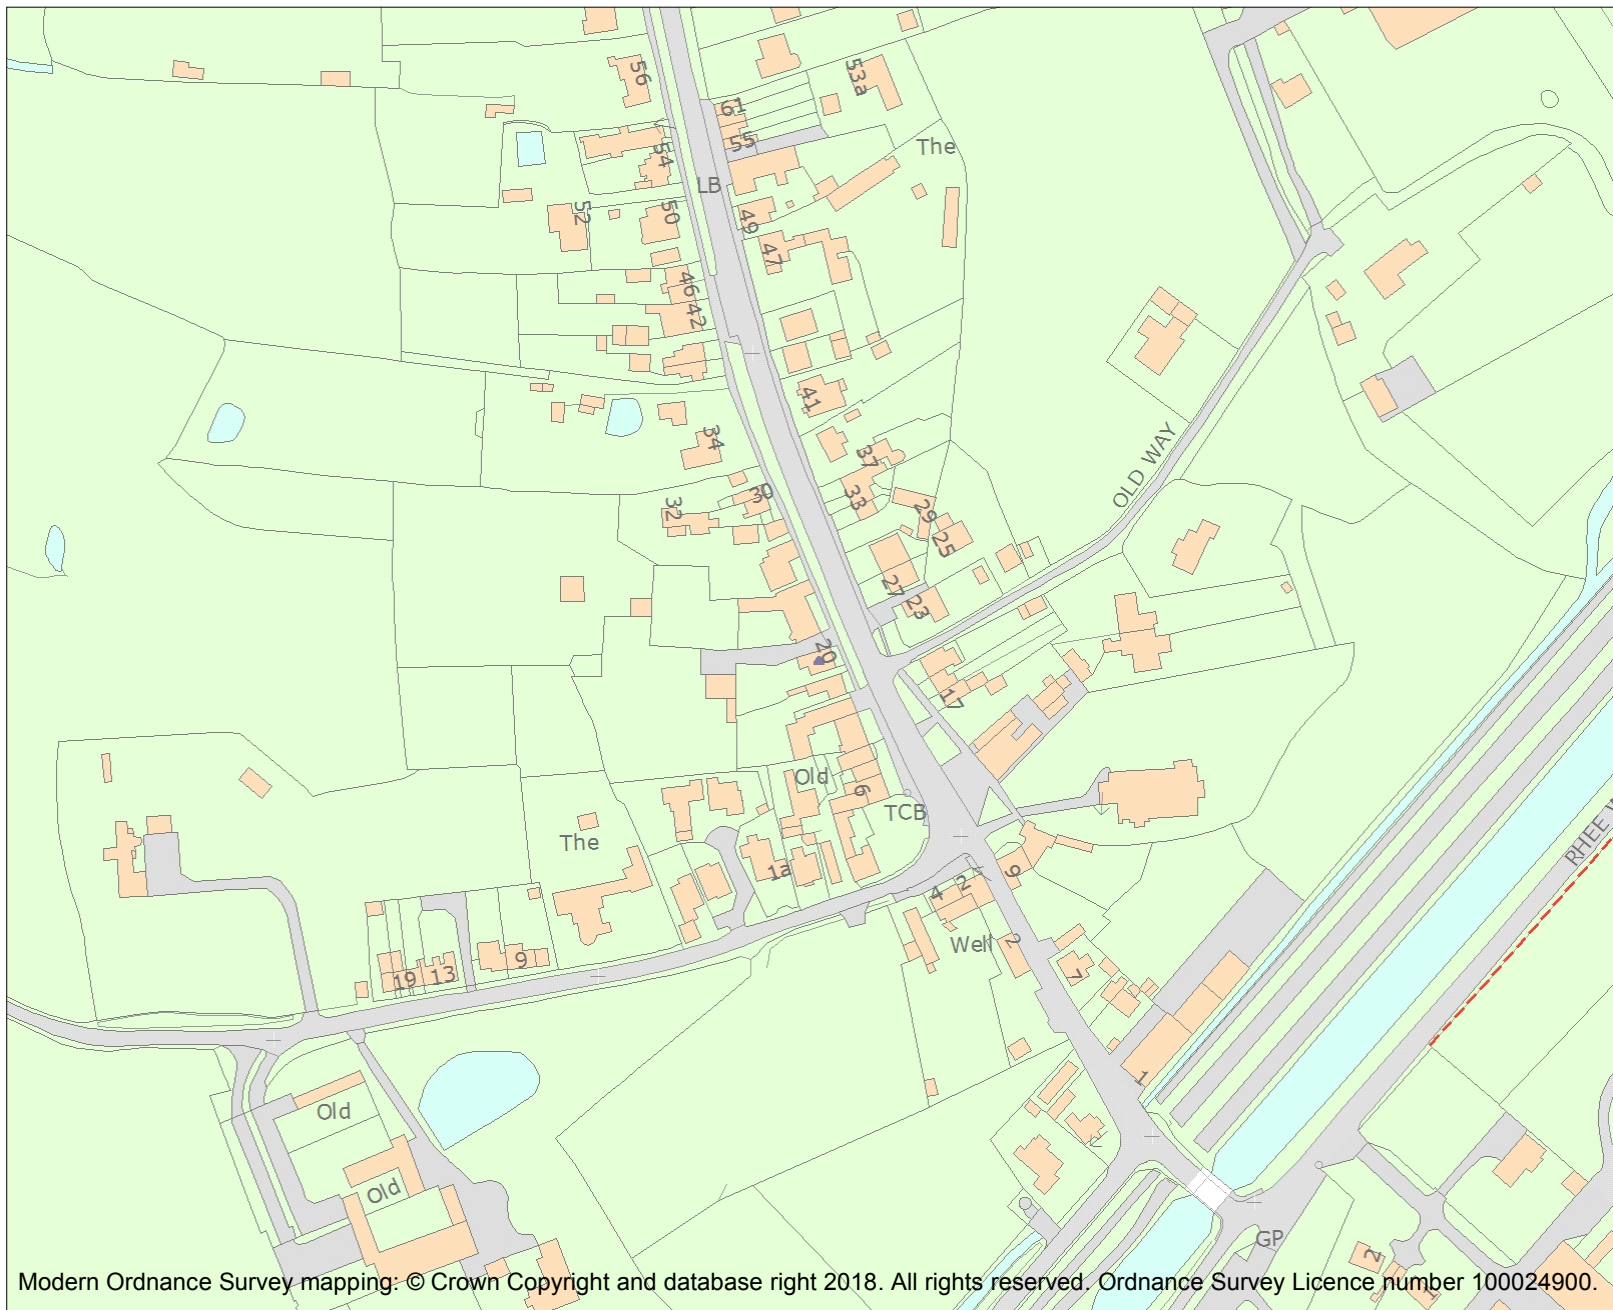 56
53a
61
55
54
The
LB
52
50
49
47
46
42
41
34
37
OLD WAY
30
33
32
29
25
27
23
20
17
Old
6
TCB
The
1a
9
4
2
Well
2
9
19
13
7
1
Old
Old
RHEE W
GP
2
1
Modern Ordnance Survey mapping: © Crown Copyright and database right 2018. All rights reserved. Ordnance Survey Licence number 100024900.